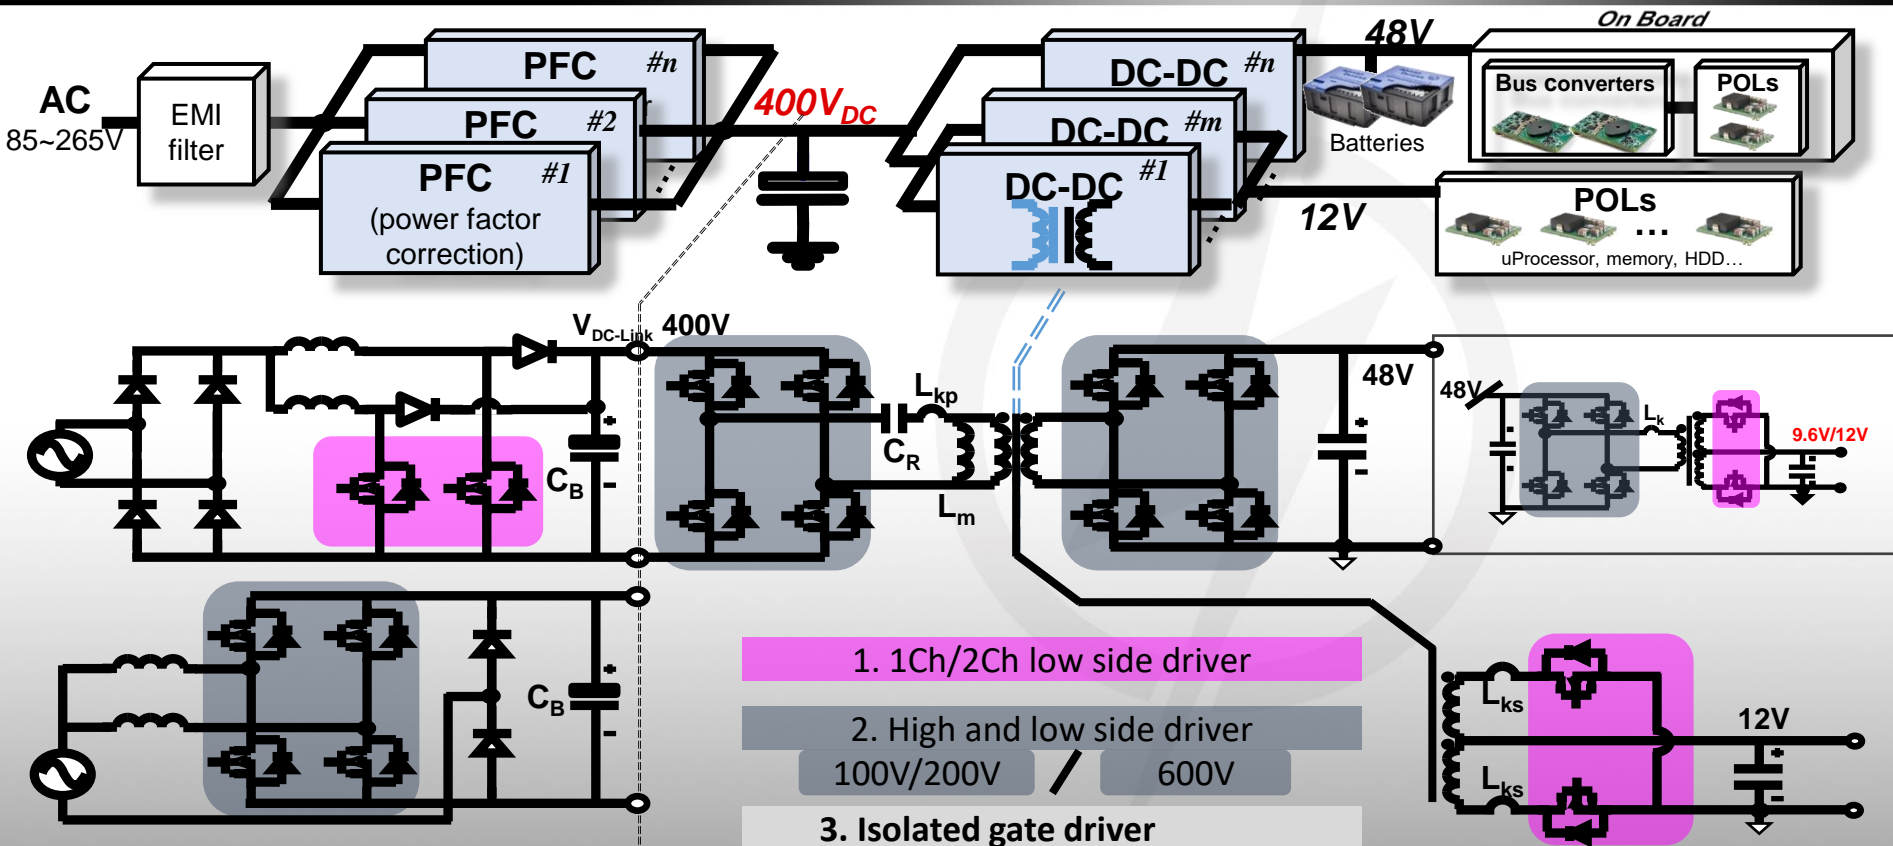 On Board
AC
85~265V
EMI
filter
PFC #n
PFC #2
PFC #1
(power factor
correction)
400VDC
DC-DC #n
DC-DC #m
DC-DC #1
48V
Batteries
Bus converters
POLs
12V
POLs
...
uProcessor, memory, HDD...
VDC-Link 400V
CB
+
-
Lkp
CR
Lm
48V
+
-
48V
Lk
9.6V/12V
CB
+
-
1. 1Ch/2Ch low side driver
2. High and low side driver
100V/200V / 600V
3. Isolated gate driver
Lks
Lks
12V
+
-